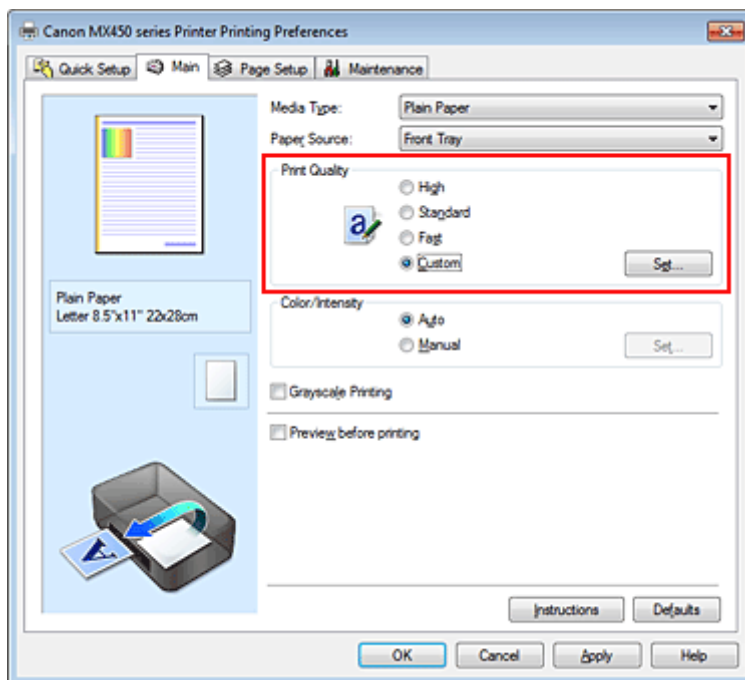 Canon MX450 series Printer Printing Preferences
Quick Setup Main Page Setup Maintenance
Media Type: Plain Paper
Paper Source: Front Tray
Print Quality
High
Standard
Fast
Custom Set...
Plain Paper
Letter 8.5"x11" 22x28cm
Color/Intensity
Auto
Manual Set...
Grayscale Printing
Preview before printing
Instructions Defaults
OK Cancel Apply Help